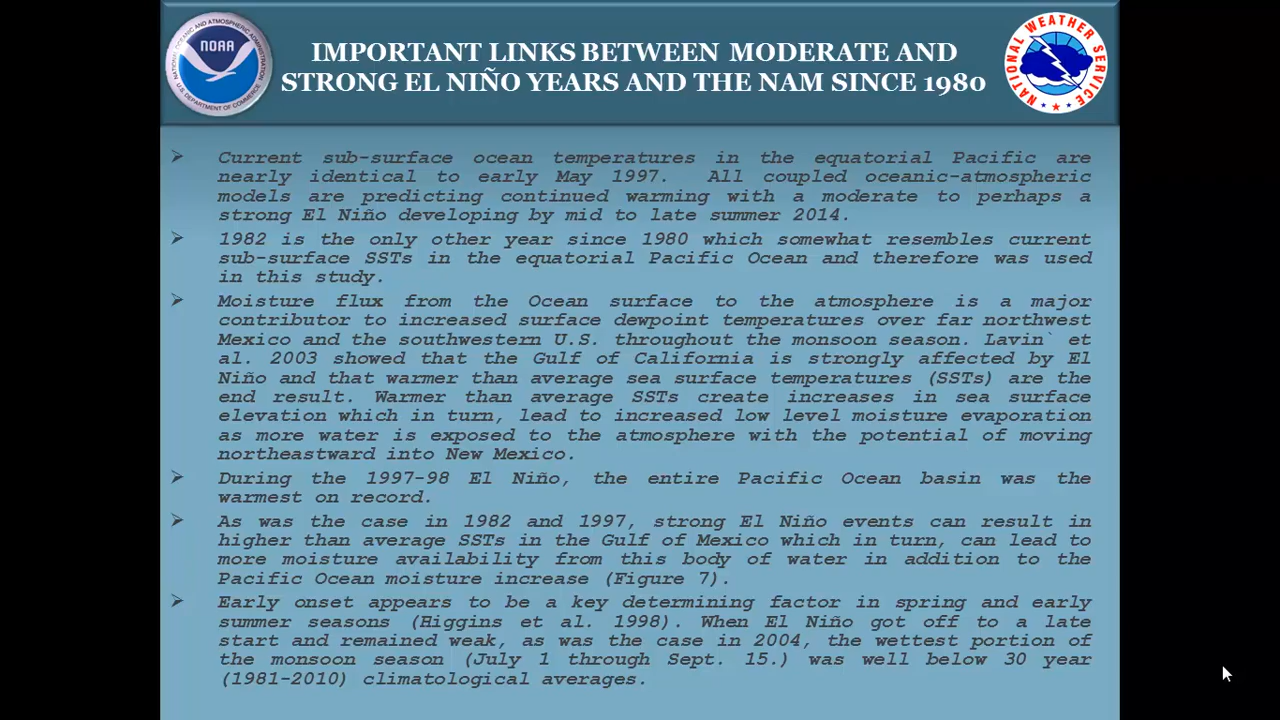 IMPORTANT LINKS BETWEEN MODERATE AND
STRONG EL NIÑO YEARS AND THE NAM SINCE 1980
NOAA
NATIONAL OCEANIC AND ATMOSPHERIC ADMINISTRATION
U.S. DEPARTMENT OF COMMERCE
NATIONAL WEATHER SERVICE
Current sub-surface ocean temperatures in the equatorial Pacific are
nearly identical to early May 1997. All coupled oceanic-atmospheric
models are predicting continued warming with a moderate to perhaps a
strong El Niño developing by mid to late summer 2014.
1982 is the only other year since 1980 which somewhat resembles current
sub-surface SSTs in the equatorial Pacific Ocean and therefore was used
in this study.
Moisture flux from the Ocean surface to the atmosphere is a major
contributor to increased surface dewpoint temperatures over far northwest
Mexico and the southwestern U.S. throughout the monsoon season. Lavin` et
al. 2003 showed that the Gulf of California is strongly affected by El
Niño and that warmer than average sea surface temperatures (SSTs) are the
end result. Warmer than average SSTs create increases in sea surface
elevation which in turn, lead to increased low level moisture evaporation
as more water is exposed to the atmosphere with the potential of moving
northeastward into New Mexico.
During the 1997-98 El Niño, the entire Pacific Ocean basin was the
warmest on record.
As was the case in 1982 and 1997, strong El Niño events can result in
higher than average SSTs in the Gulf of Mexico which in turn, can lead to
more moisture availability from this body of water in addition to the
Pacific Ocean moisture increase (Figure 7).
Early onset appears to be a key determining factor in spring and early
summer seasons (Higgins et al. 1998). When El Niño got off to a late
start and remained weak, as was the case in 2004, the wettest portion of
the monsoon season (July 1 through Sept. 15.) was well below 30 year
(1981-2010) climatological averages.